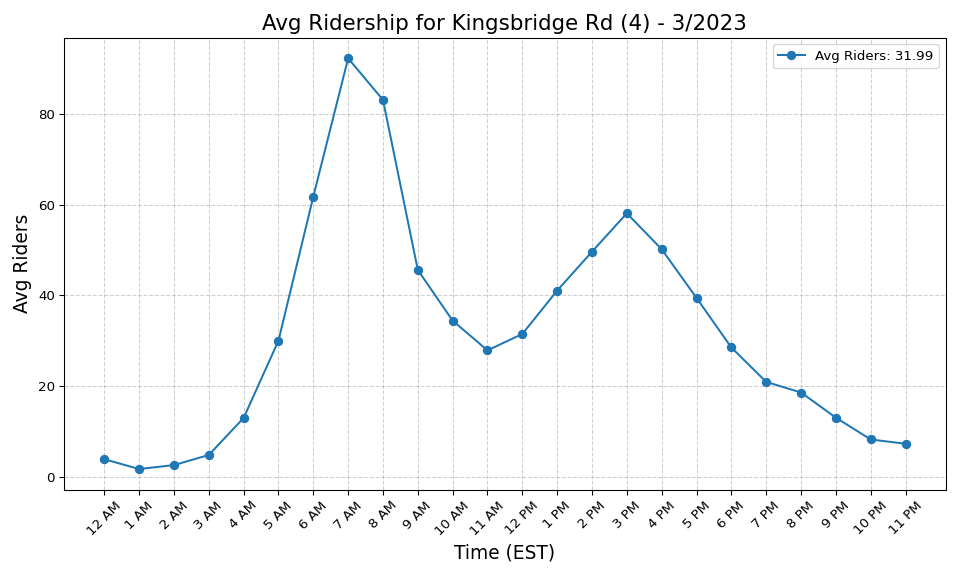 Avg Ridership for Kingsbridge Rd (4) - 3/2023
Avg Riders: 31.99
Avg Riders
80
60
40
20
0
12 AM 1 AM 2 AM 3 AM 4 AM 5 AM 6 AM 7 AM 8 AM 9 AM 10 AM 11 AM 12 PM 1 PM 2 PM 3 PM 4 PM 5 PM 6 PM 7 PM 8 PM 9 PM 10 PM 11 PM
Time (EST)